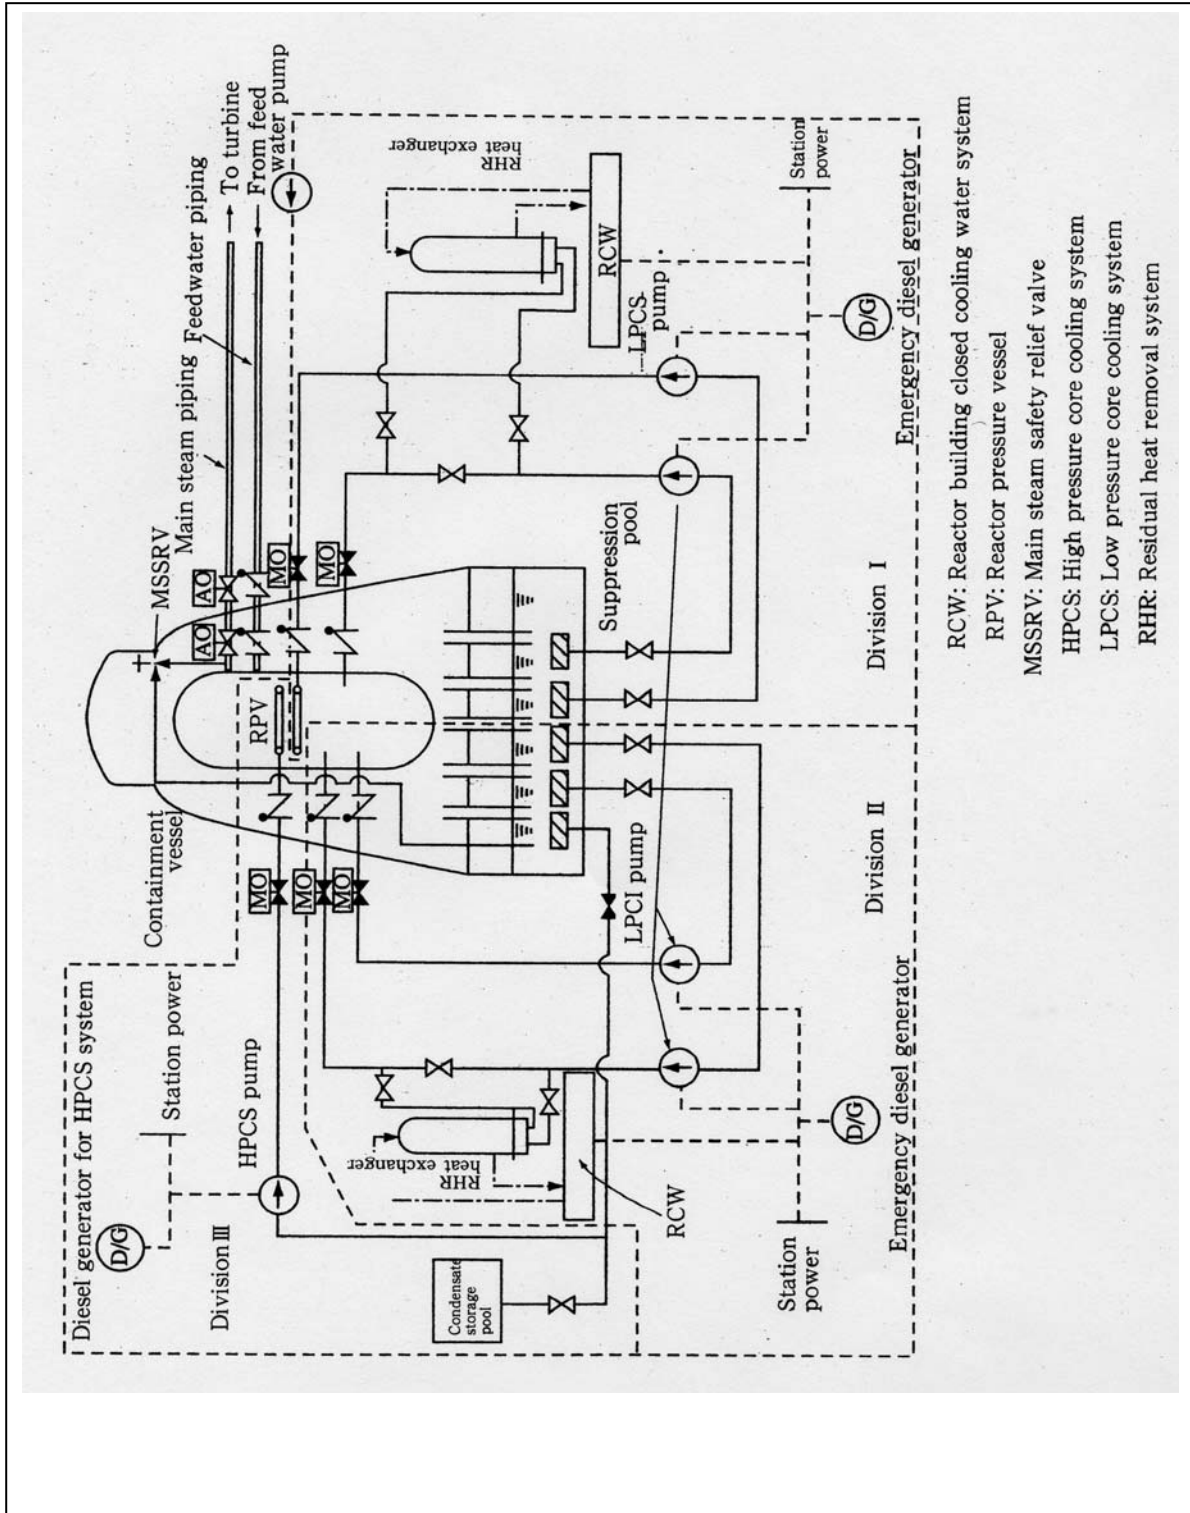 Diesel generator for HPCS system
D/G
Station power
Division III
HPCS pump
Containment
vessel
MSSRV
Main steam piping
Feedwater piping
To turbine
From feed
water pump
AO
AO
MO
MO
MO
MO
MO
RPV
RHR
heat exchanger
RCW
LPCS
pump
Station
power
D/G
Emergency diesel generator
Suppression
pool
Division I
Condensate
storage
pool
RHR
heat exchanger
RCW
LPCI pump
Division II
Station
power
D/G
Emergency diesel generator
RCW: Reactor building closed cooling water system
RPV: Reactor pressure vessel
MSSRV: Main steam safety relief valve
HPCS: High pressure core cooling system
LPCS: Low pressure core cooling system
RHR: Residual heat removal system